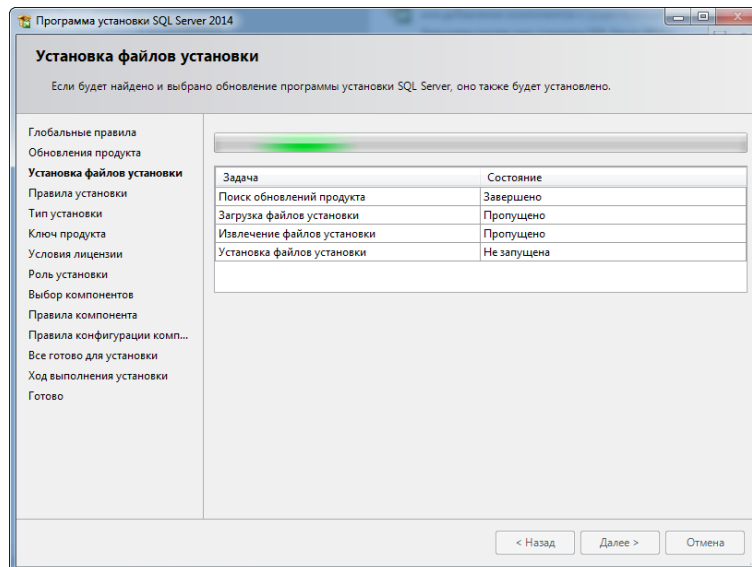 Программа установки SQL Server 2014
Установка файлов установки
Если будет найдено и выбрано обновление программы установки SQL Server, оно также будет установлено.
Глобальные правила
Обновления продукта
Установка файлов установки
Правила установки
Тип установки
Ключ продукта
Условия лицензии
Роль установки
Выбор компонентов
Правила компонента
Правила конфигурации комп...
Все готово для установки
Ход выполнения установки
Готово
Задача Состояние
Поиск обновлений продукта Завершено
Загрузка файлов установки Пропущено
Извлечение файлов установки Пропущено
Установка файлов установки Не запущена
< Назад Далее > Отмена